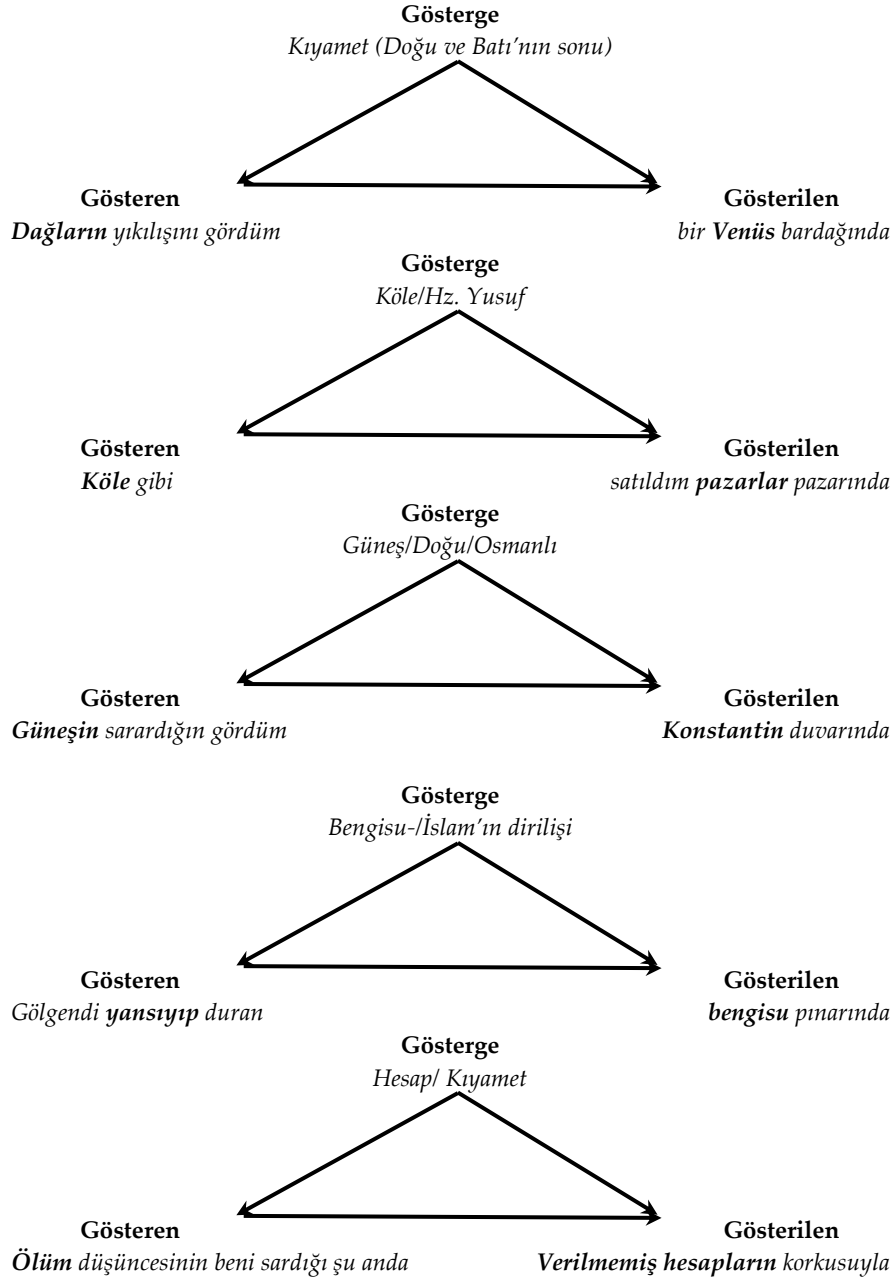 Gösterge
Kıyamet (Doğu ve Batı'nın sonu)
Gösteren Gösterilen
Dağların yıkılışını gördüm bir Venüs bardağında
Gösterge
Köle/Hz. Yusuf
Gösteren Gösterilen
Köle gibi satıldım pazarlar pazarında
Gösterge
Güneş/Doğu/Osmanlı
Gösteren Gösterilen
Güneşin sarardığın gördüm Konstantin duvarında
Gösterge
Bengisu-/İslam'ın dirilişi
Gösteren Gösterilen
Gölgendi yansıyıp duran bengisu pınarında
Gösterge
Hesap/ Kıyamet
Gösteren Gösterilen
Ölüm düşüncesinin beni sardığı şu anda Verilmemiş hesapların korkusuyla